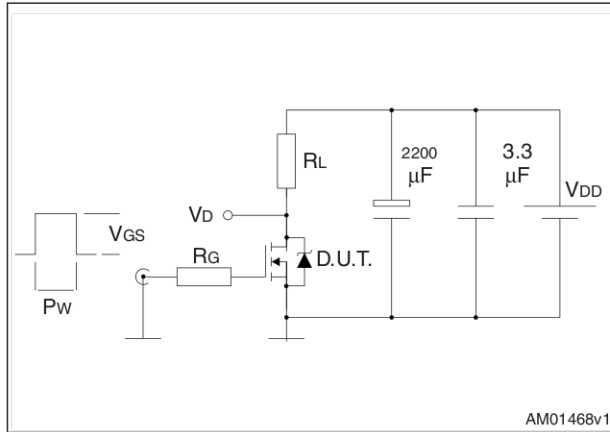 RL
2200
μF
3.3
μF
VDD
VD
VGS
RG
D.U.T.
PW
AM01468v1